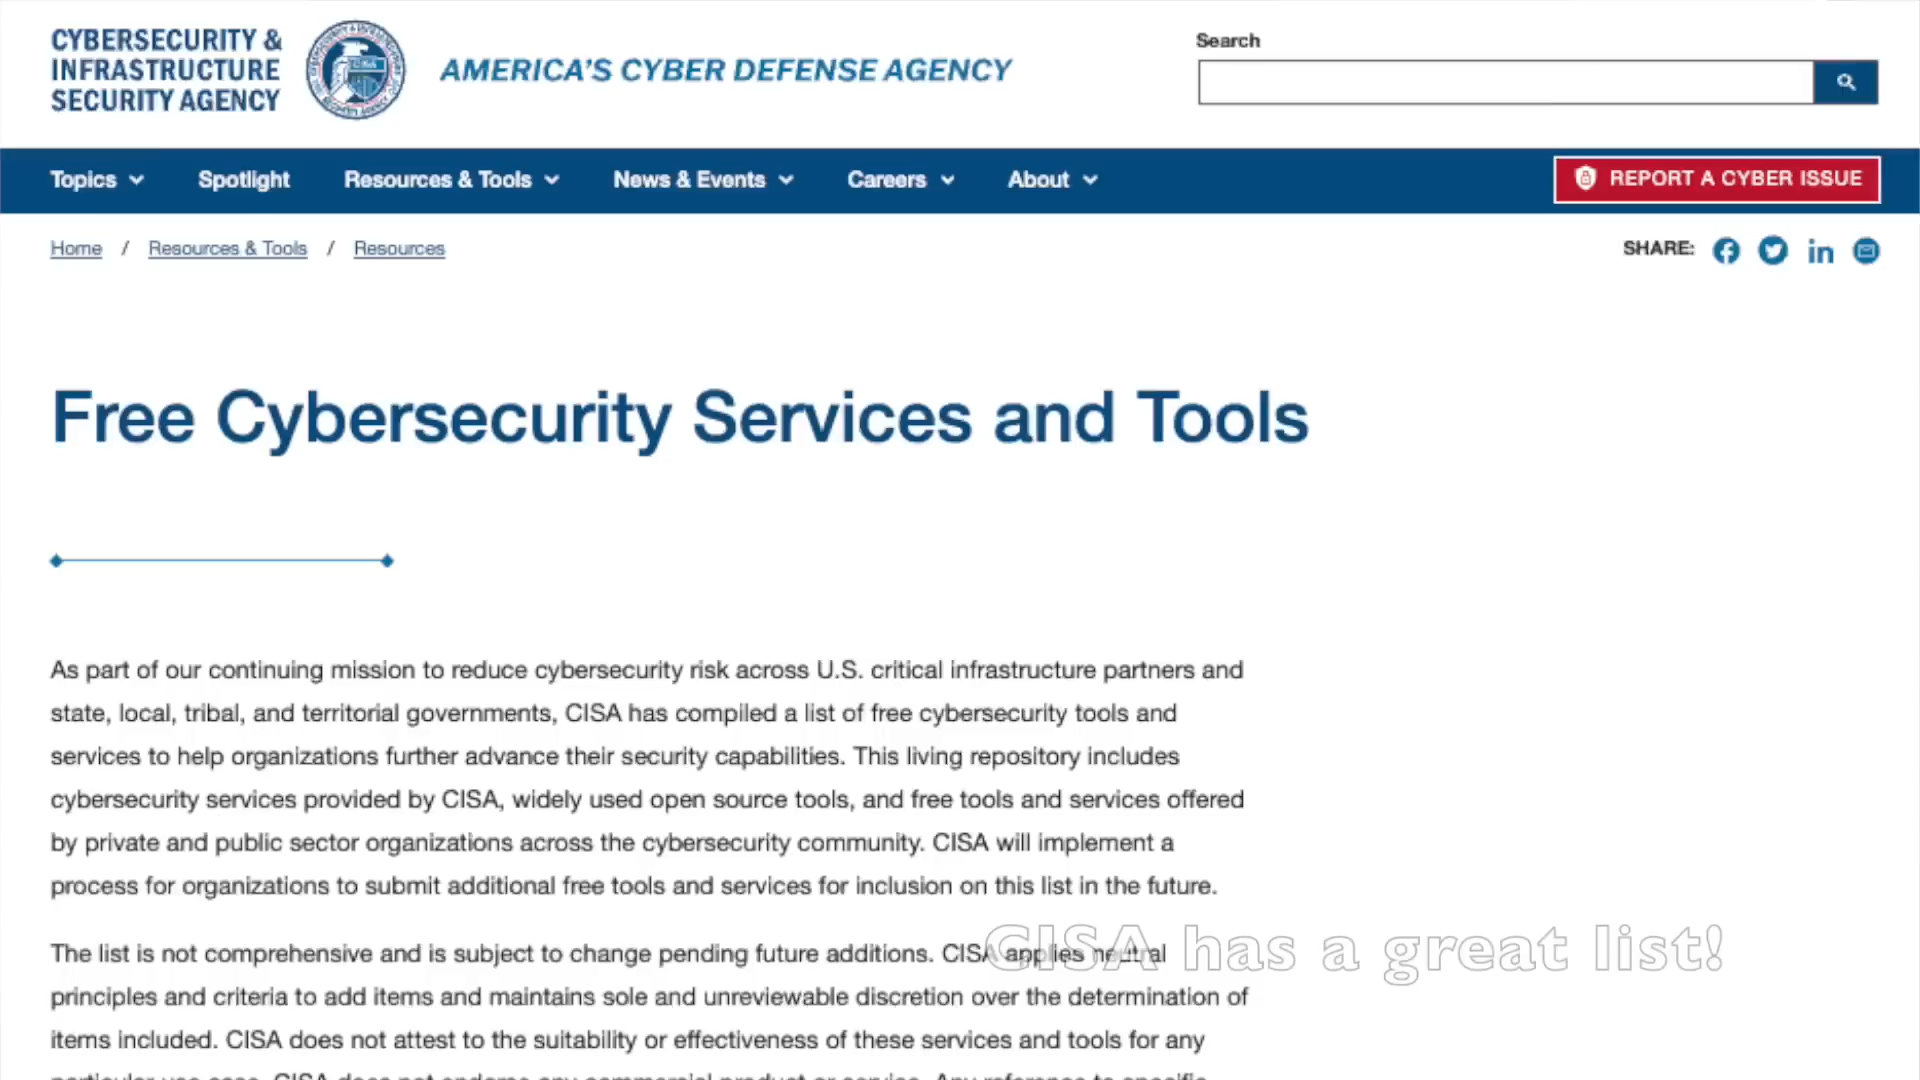 CYBERSECURITY &
INFRASTRUCTURE
SECURITY AGENCY
AMERICA'S CYBER DEFENSE AGENCY
Search
Topics
Spotlight
Resources & Tools
News & Events
Careers
About
REPORT A CYBER ISSUE
Home / Resources & Tools / Resources
SHARE:
Free Cybersecurity Services and Tools
As part of our continuing mission to reduce cybersecurity risk across U.S. critical infrastructure partners and
state, local, tribal, and territorial governments, CISA has compiled a list of free cybersecurity tools and
services to help organizations further advance their security capabilities. This living repository includes
cybersecurity services provided by CISA, widely used open source tools, and free tools and services offered
by private and public sector organizations across the cybersecurity community. CISA will implement a
process for organizations to submit additional free tools and services for inclusion on this list in the future.
The list is not comprehensive and is subject to change pending future additions. CISA applies neutral
principles and criteria to add items and maintains sole and unreviewable discretion over the determination of
items included. CISA does not attest to the suitability or effectiveness of these services and tools for any
CISA has a great list!